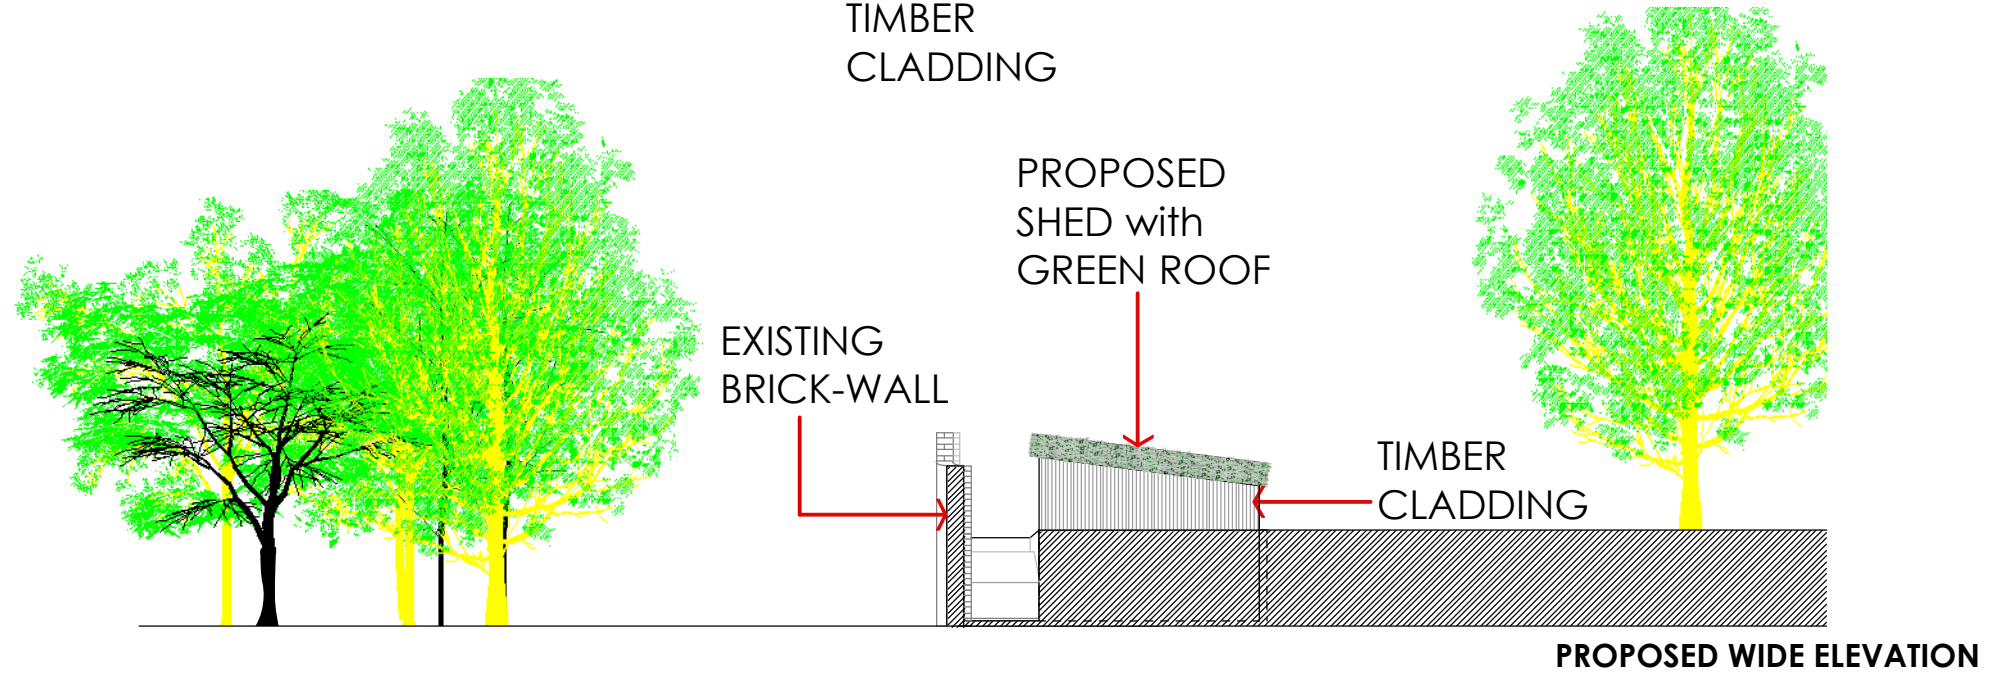 TIMBER
CLADDING
PROPOSED
SHED with
GREEN ROOF
EXISTING
BRICK-WALL
TIMBER
CLADDING
PROPOSED WIDE ELEVATION